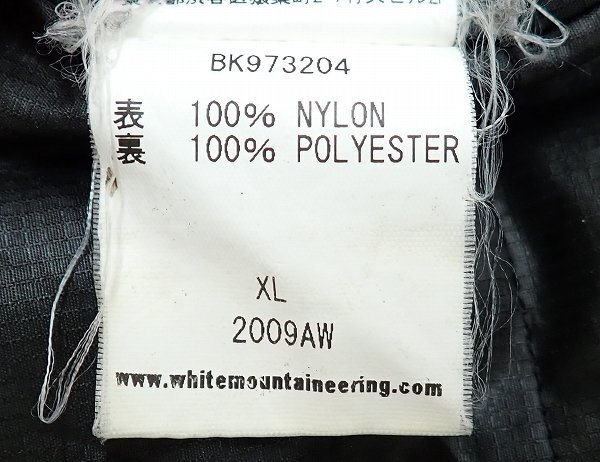 BK973204
表 100% NYLON
裏 100% POLYESTER
XL
2009AW
www.whitemountaineering.com